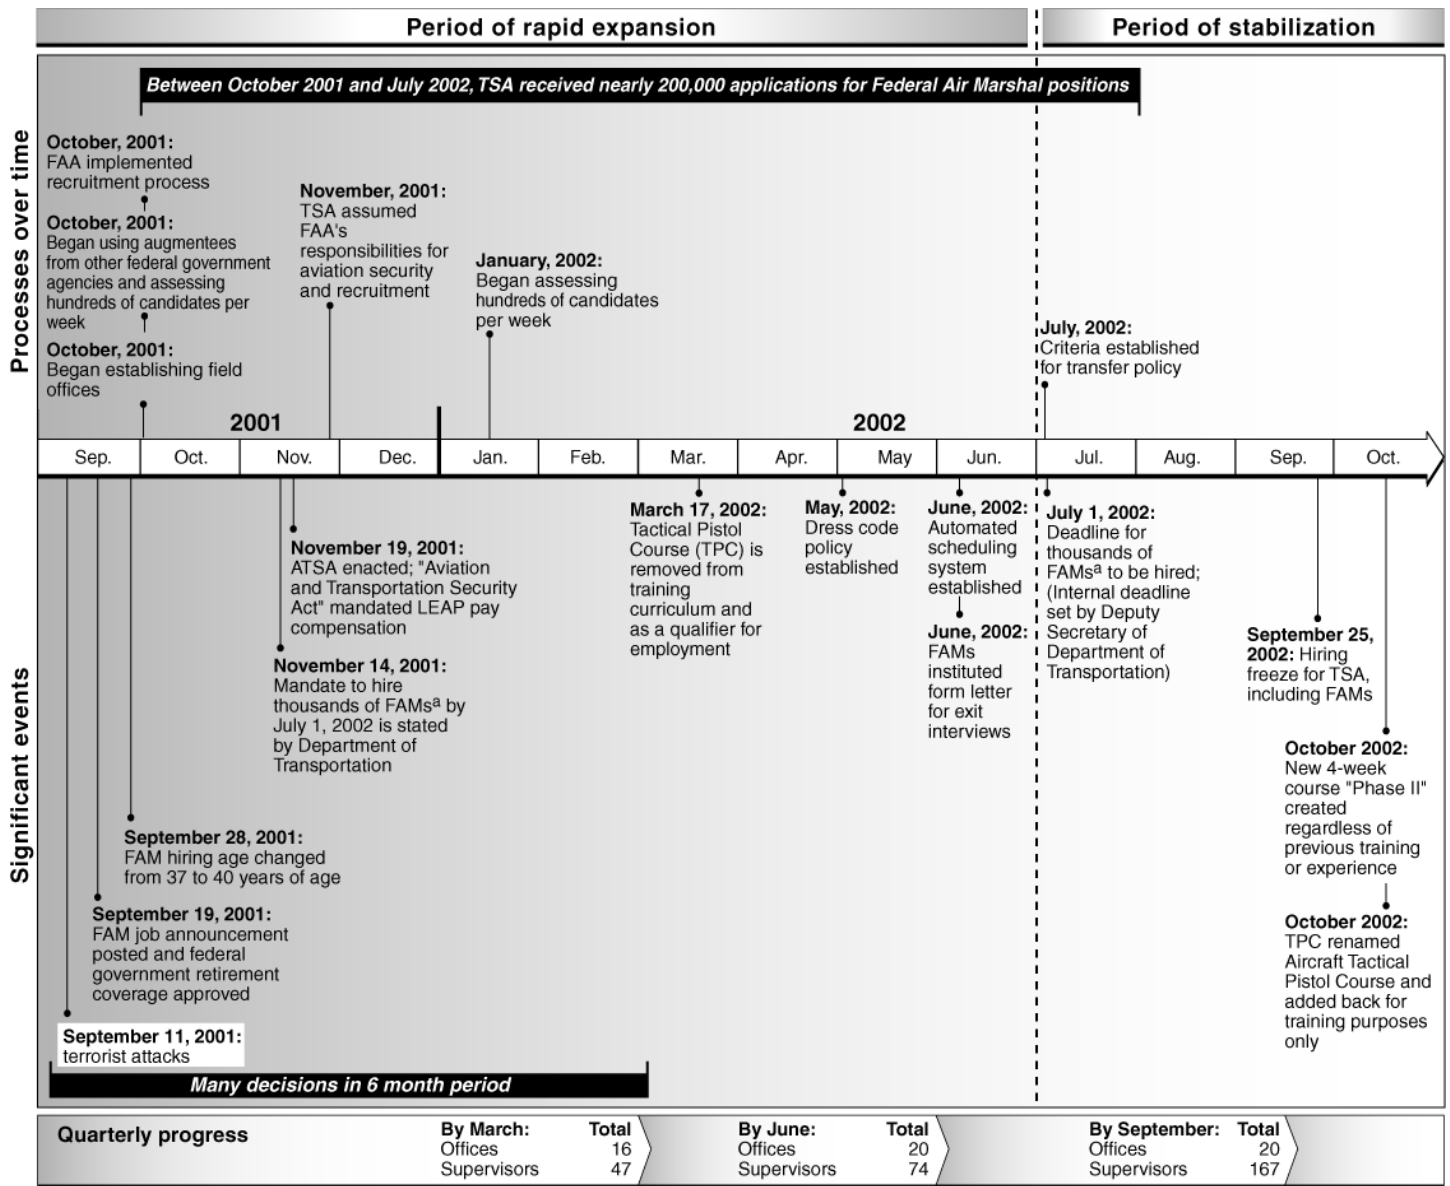 Period of rapid expansion
Period of stabilization
Between October 2001 and July 2002, TSA received nearly 200,000 applications for Federal Air Marshal positions
Processes over time
October, 2001:
FAA implemented
recruitment process
October, 2001:
Began using augmentees
from other federal government
agencies and assessing
hundreds of candidates per
week
October, 2001:
Began establishing field
offices
November, 2001:
TSA assumed
FAA's
responsibilities for
aviation security
and recruitment
January, 2002:
Began assessing
hundreds of candidates
per week
July, 2002:
Criteria established
for transfer policy
2001
2002
Sep.
Oct.
Nov.
Dec.
Jan.
Feb.
Mar.
Apr.
May
Jun.
Jul.
Aug.
Sep.
Oct.
Significant events
November 19, 2001:
ATSA enacted; "Aviation
and Transportation Security
Act" mandated LEAP pay
compensation
November 14, 2001:
Mandate to hire
thousands of FAMsª by
July 1, 2002 is stated
by Department of
Transportation
September 28, 2001:
FAM hiring age changed
from 37 to 40 years of age
September 19, 2001:
FAM job announcement
posted and federal
government retirement
coverage approved
September 11, 2001:
terrorist attacks
Many decisions in 6 month period
March 17, 2002:
Tactical Pistol
Course (TPC) is
removed from
training
curriculum and
as a qualifier for
employment
May, 2002:
Dress code
policy
established
June, 2002:
Automated
scheduling
system
established
June, 2002:
FAMs
instituted
form letter
for exit
interviews
July 1, 2002:
Deadline for
thousands of
FAMsª to be hired;
(Internal deadline
set by Deputy
Secretary of
Department of
Transportation)
September 25,
2002: Hiring
freeze for TSA,
including FAMs
October 2002:
New 4-week
course "Phase II"
created
regardless of
previous training
or experience
October 2002:
TPC renamed
Aircraft Tactical
Pistol Course and
added back for
training purposes
only
Quarterly progress
By March: Total
Offices 16
Supervisors 47
By June: Total
Offices 20
Supervisors 74
By September: Total
Offices 20
Supervisors 167